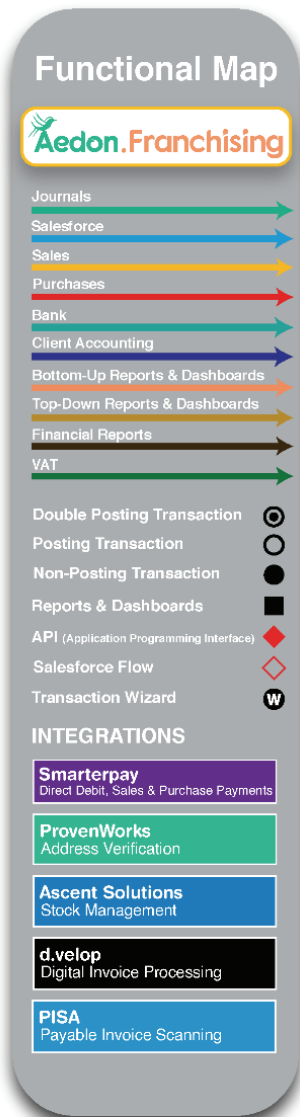 Functional Map
Aedon.Franchising
Journals
Salesforce
Sales
Purchases
Bank
Client Accounting
Bottom-Up Reports & Dashboards
Top-Down Reports & Dashboards
Financial Reports
VAT
Double Posting Transaction
Posting Transaction
Non-Posting Transaction
Reports & Dashboards
API (Application Programming Interface)
Salesforce Flow
Transaction Wizard W
INTEGRATIONS
Smarterpay
Direct Debit, Sales & Purchase Payments
ProvenWorks
Address Verification
Ascent Solutions
Stock Management
d.velop
Digital Invoice Processing
PISA
Payable Invoice Scanning